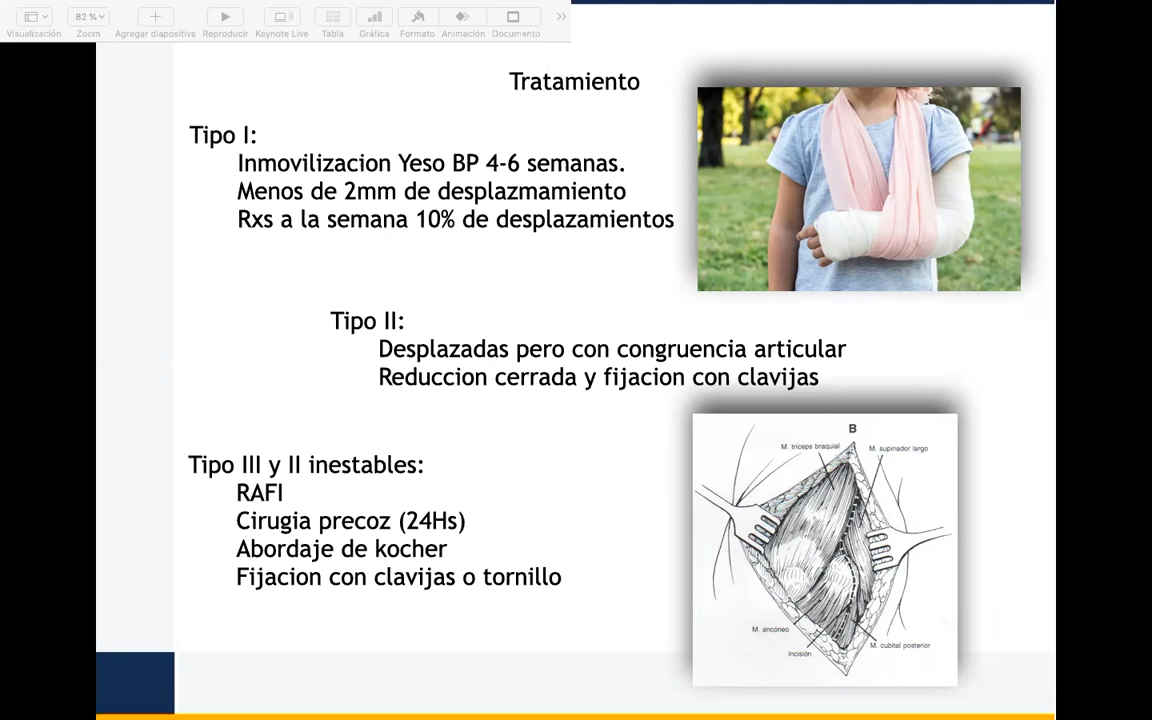 82 %
Visualización
Zoom
Agregar diapositiva
Reproducir
Keynote Live
Tabla
Gráfica
Formato
Animación
Documento
Tratamiento
Tipo I:
Inmovilizacion Yeso BP 4-6 semanas.
Menos de 2mm de desplazmamiento
Rxs a la semana 10% de desplazamientos
Tipo II:
Desplazadas pero con congruencia articular
Reduccion cerrada y fijacion con clavijas
Tipo III y II inestables:
RAFI
Cirugia precoz (24Hs)
Abordaje de kocher
Fijacion con clavijas o tornillo
B
M. tríceps braquial
M. supinador largo
M. ancóneo
M. cubital posterior
Incisión